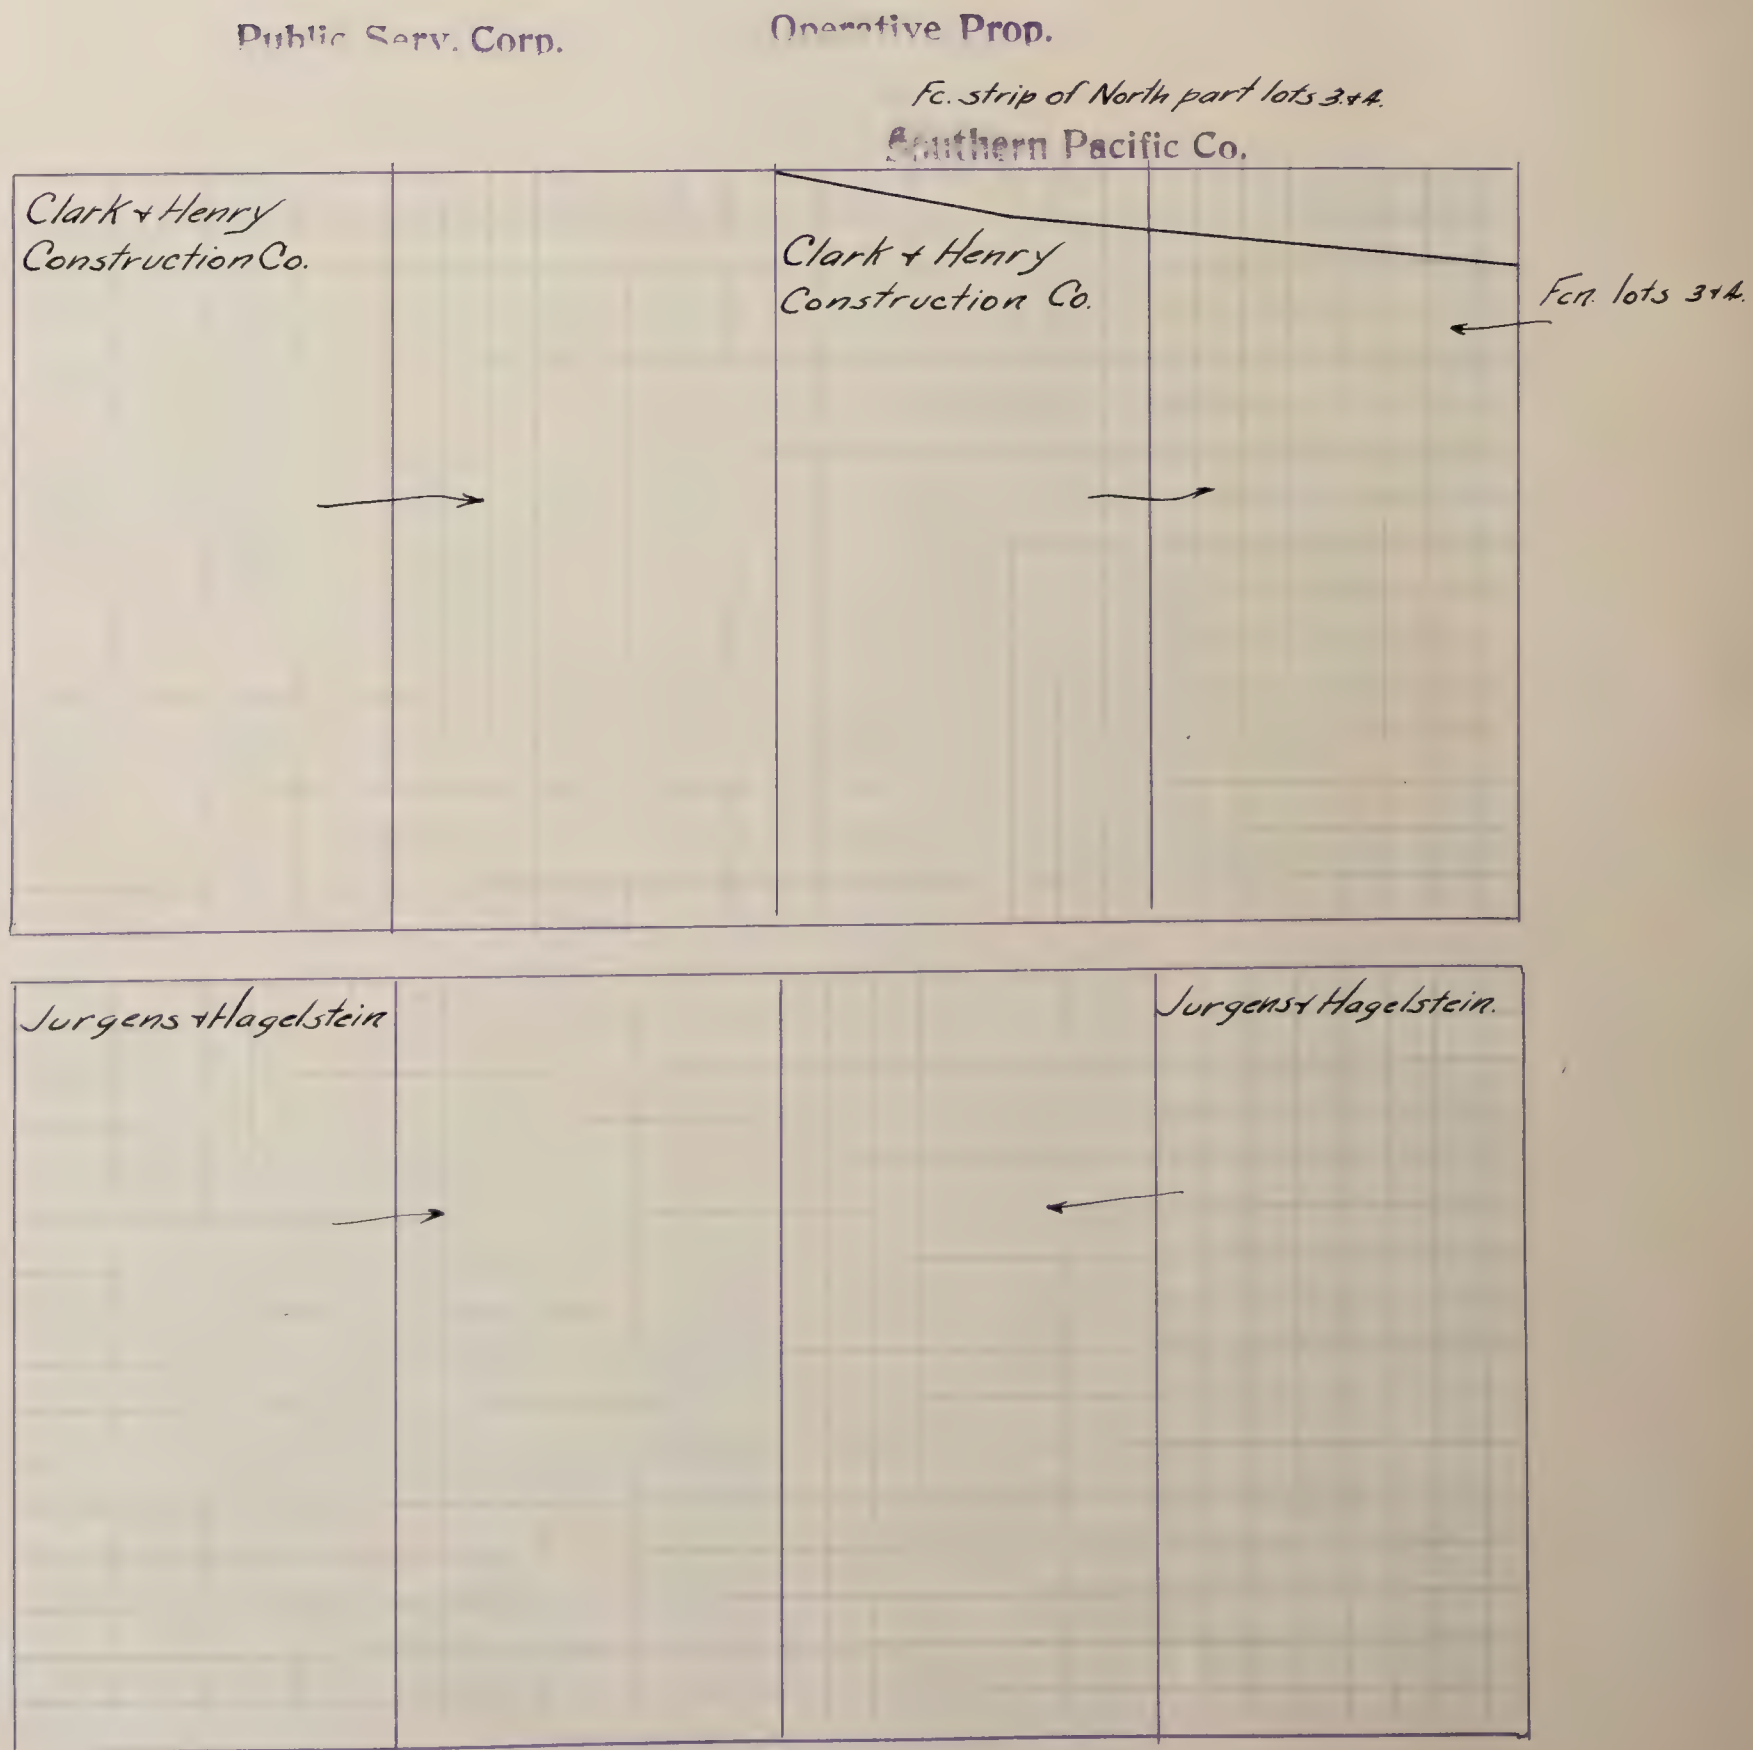 Public Serv. Corp.
Operative Prop.
Fc. strip of North part lots 3 & 4.
Southern Pacific Co.
Clark & Henry
Construction Co.
Clark & Henry
Construction Co.
Fcn. lots 3 & 4.
Jurgens & Hagelstein
Jurgens & Hagelstein.